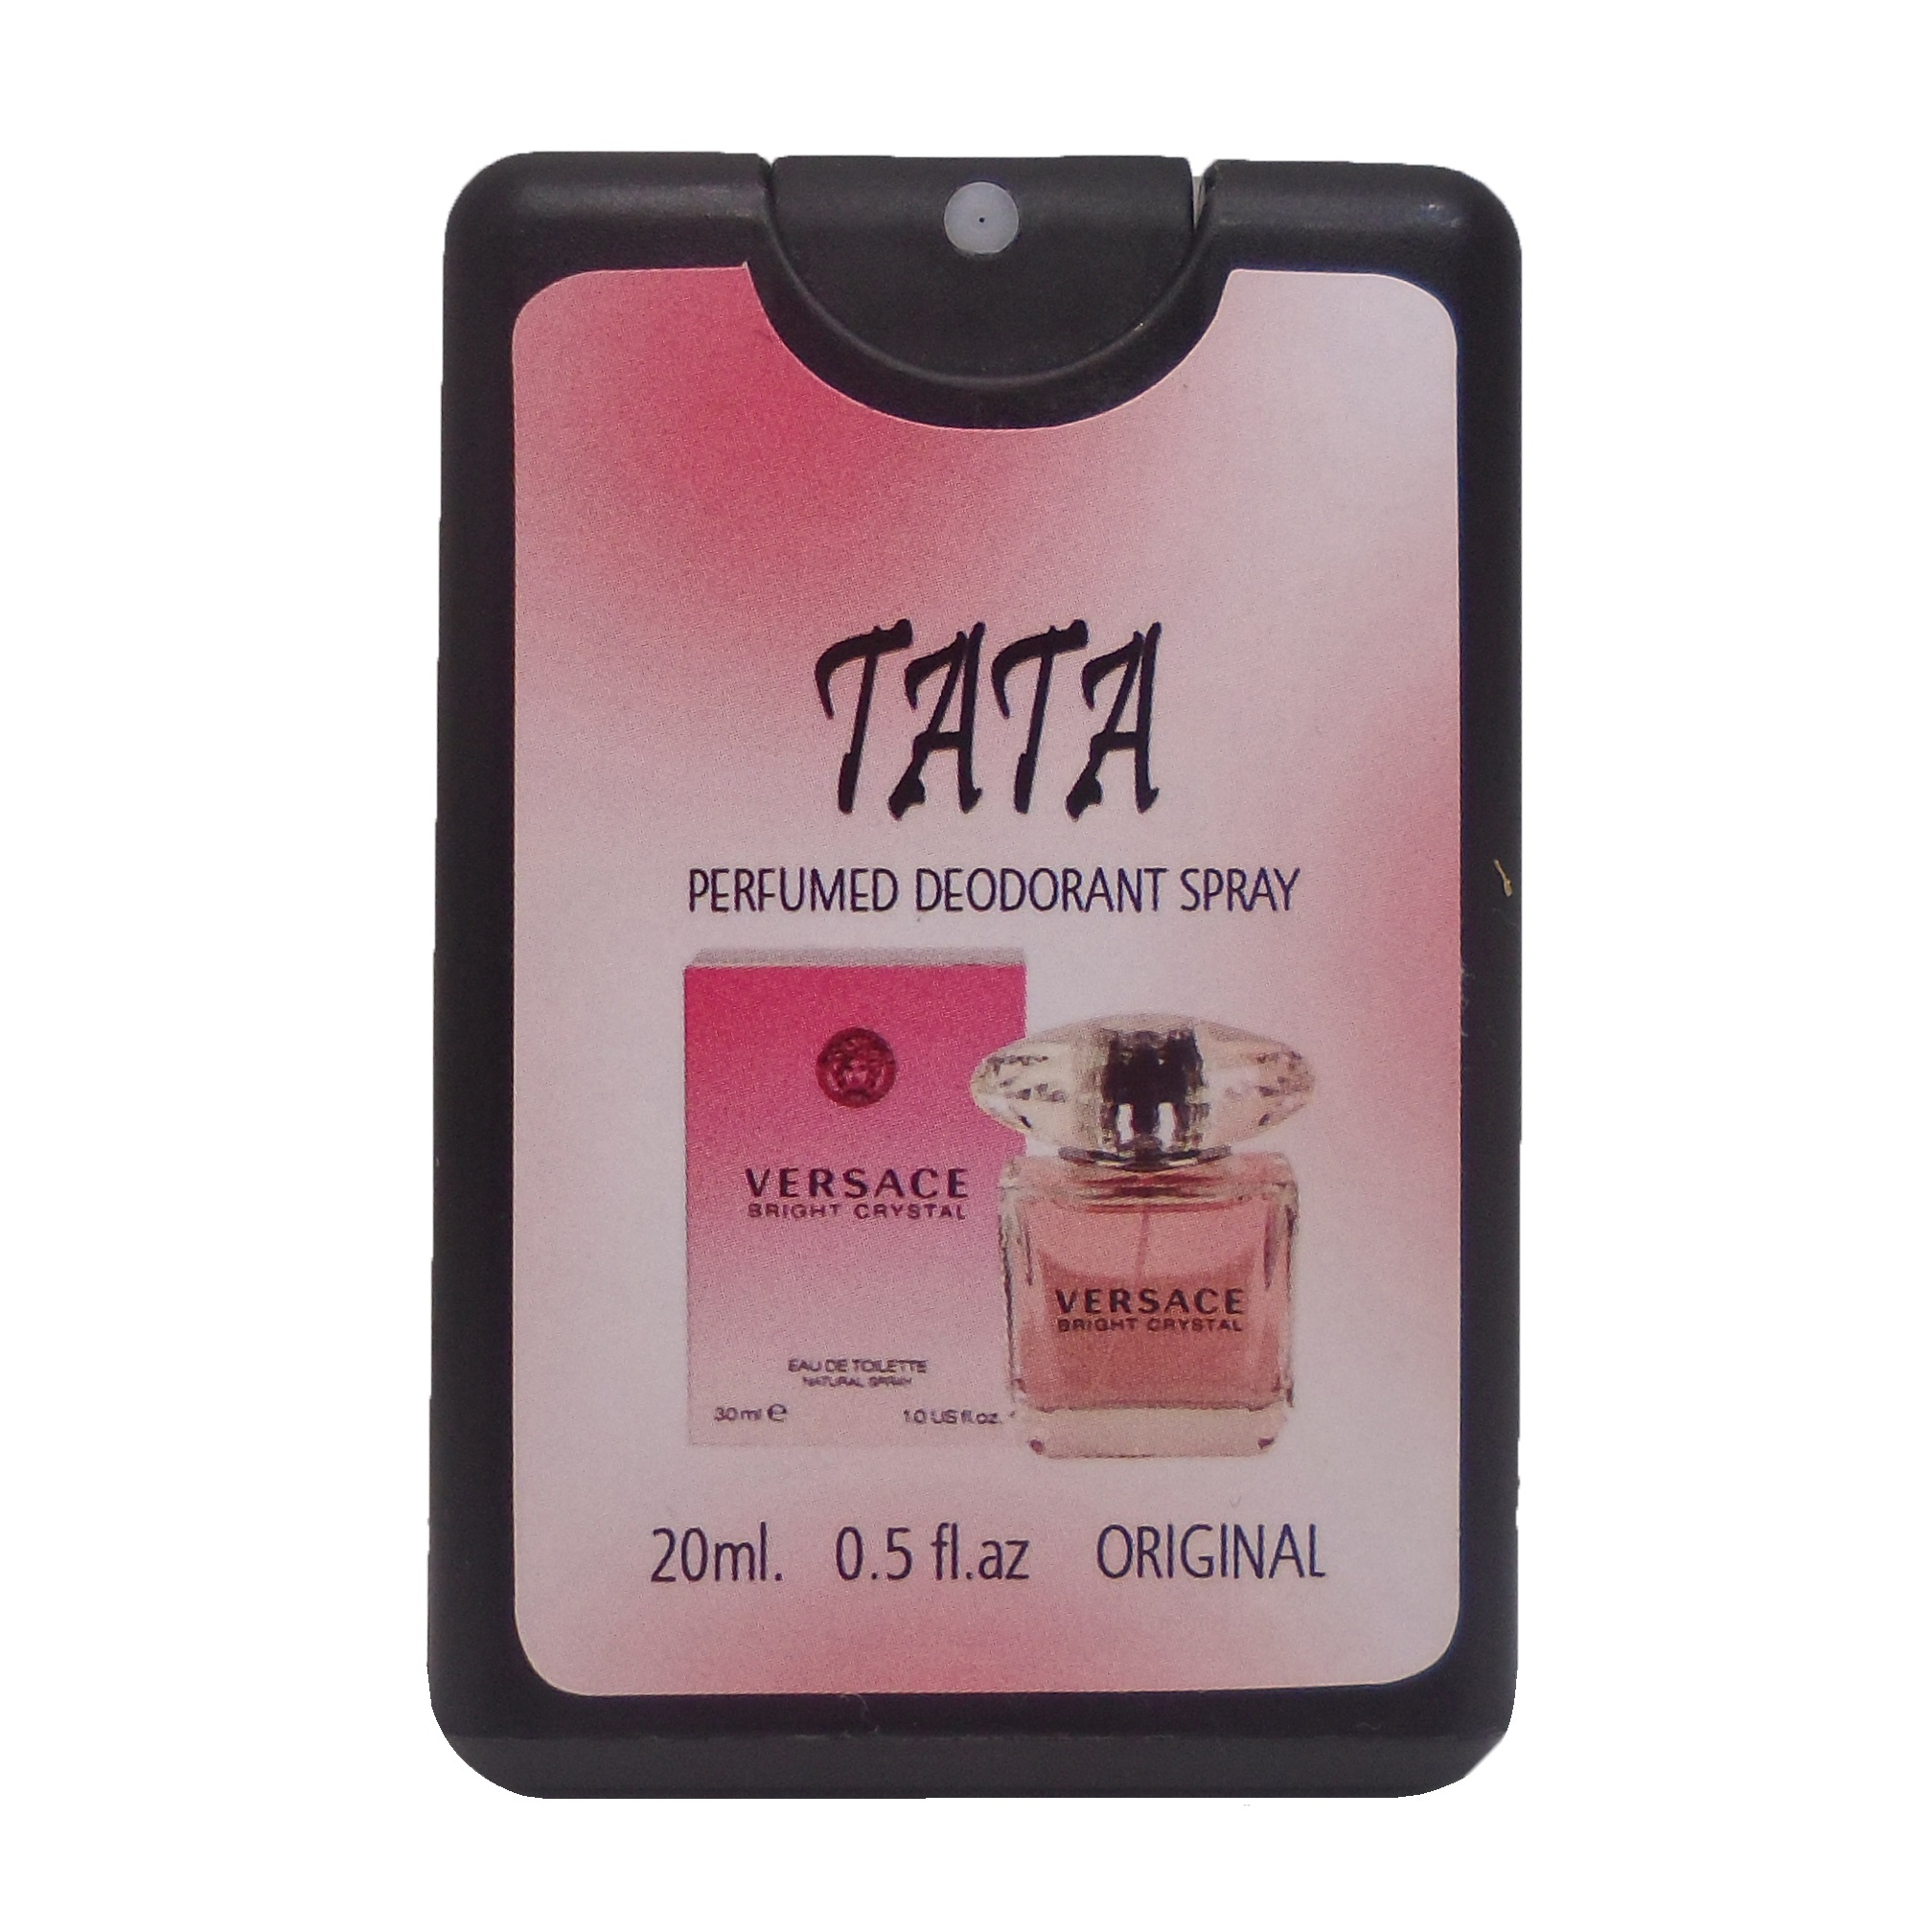 TATA
PERFUMED DEODORANT SPRAY
VERSACE
BRIGHT CRYSTAL
EAU DE TOILETTE
NATURAL SPRAY
30 ml e
1.0 US fl.oz.
VERSACE
BRIGHT CRYSTAL
20ml. 0.5 fl.az ORIGINAL